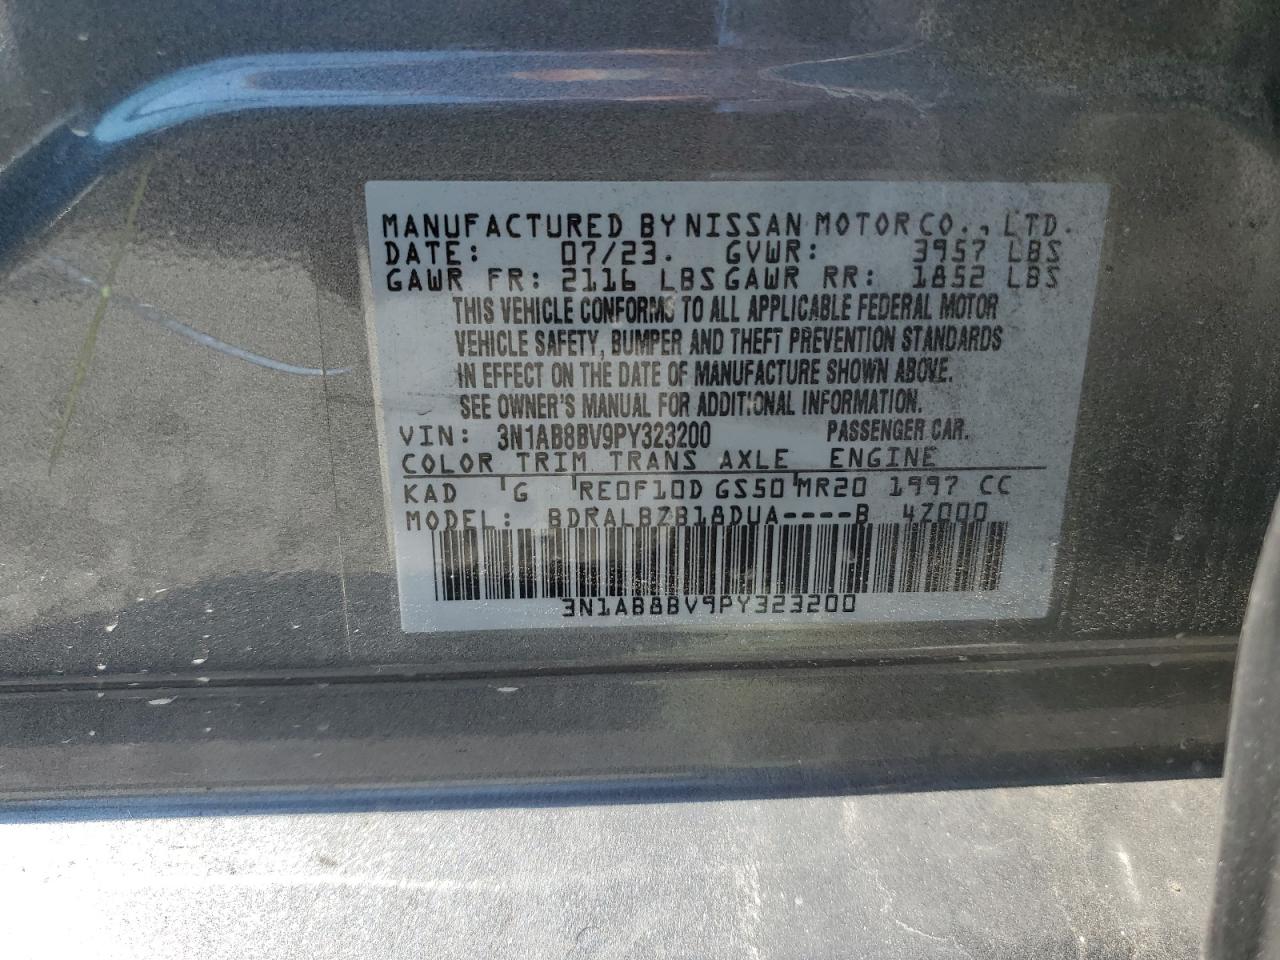 MANUFACTURED BY NISSAN MOTOR CO., LTD.
DATE: 07/23. GVWR: 3957 LBS
GAWR FR: 2116 LBS GAWR RR: 1852 LBS
THIS VEHICLE CONFORMS TO ALL APPLICABLE FEDERAL MOTOR
VEHICLE SAFETY, BUMPER AND THEFT PREVENTION STANDARDS
IN EFFECT ON THE DATE OF MANUFACTURE SHOWN ABOVE.
SEE OWNER'S MANUAL FOR ADDITIONAL INFORMATION.
VIN: 3N1AB8BV9PY323200 PASSENGER CAR.
COLOR TRIM TRANS AXLE ENGINE
KAD G RE0F10D GS50 MR20 1997 CC
MODEL: BDRALBZB18DUA----B 4Z000
3N1AB8BV9PY323200